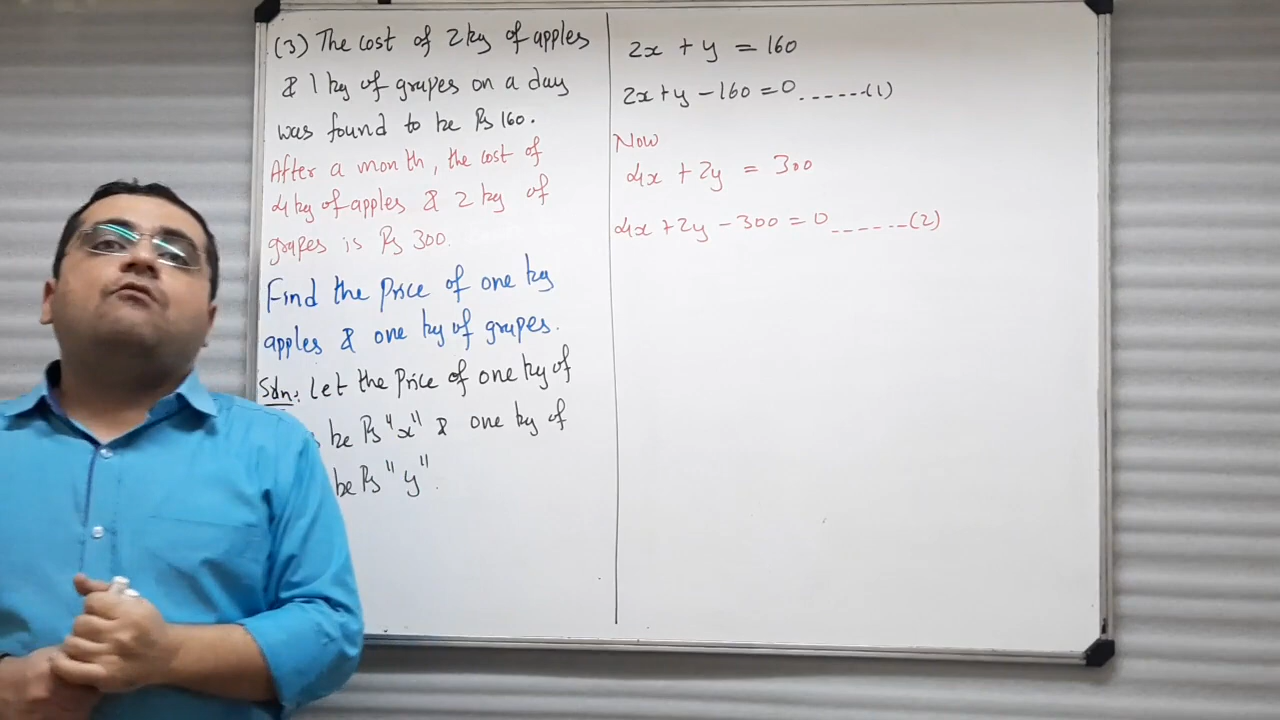 (3) The cost of 2 kg of apples
& 1 kg of grapes on a day
was found to be Rs 160.
After a month, the cost of
4 kg of apples & 2 kg of
grapes is Rs 300.
Find the Price of one kg
apples & one kg of grapes.
Soln: Let the Price of one kg of
be Rs "x" & one kg of
be Rs "y".
2x + y = 160
2x + y - 160 = 0 ------(1)
Now
4x + 2y = 300
4x + 2y - 300 = 0 ------(2)